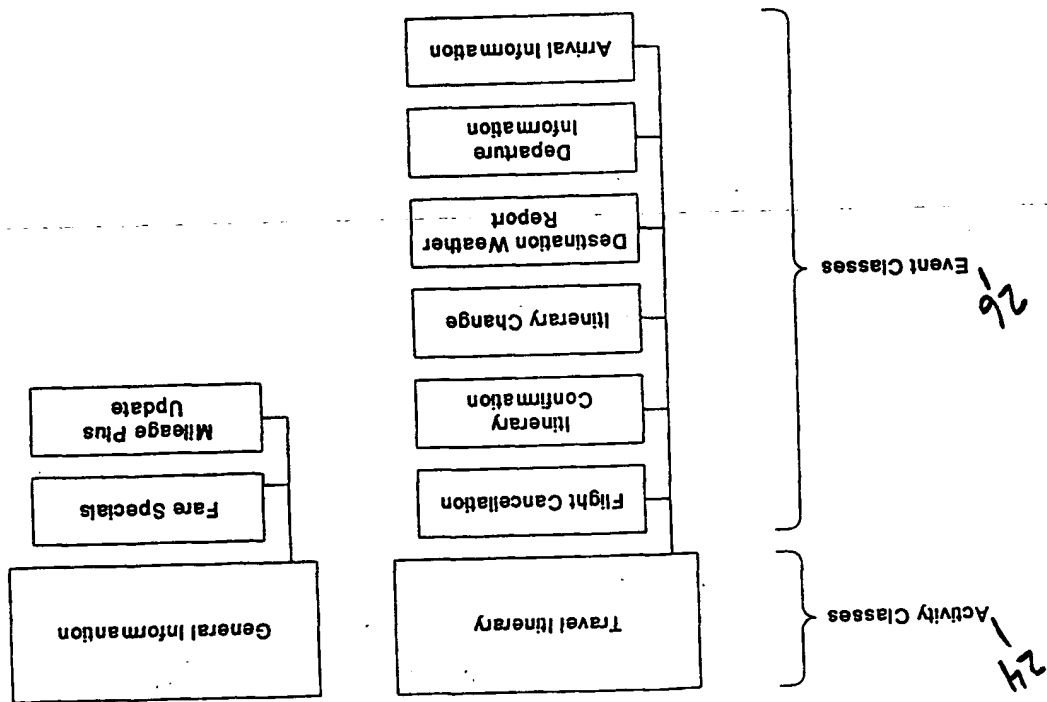 24
Activity Classes
Travel Itinerary
General Informantion
26
Event Classes
Flight Cancellation
Itinerary
Confirmation
Itinerary Change
Destination Weather
Report
Departure
Information
Arrival Information
Fare Specials
Mileage Plus
Update